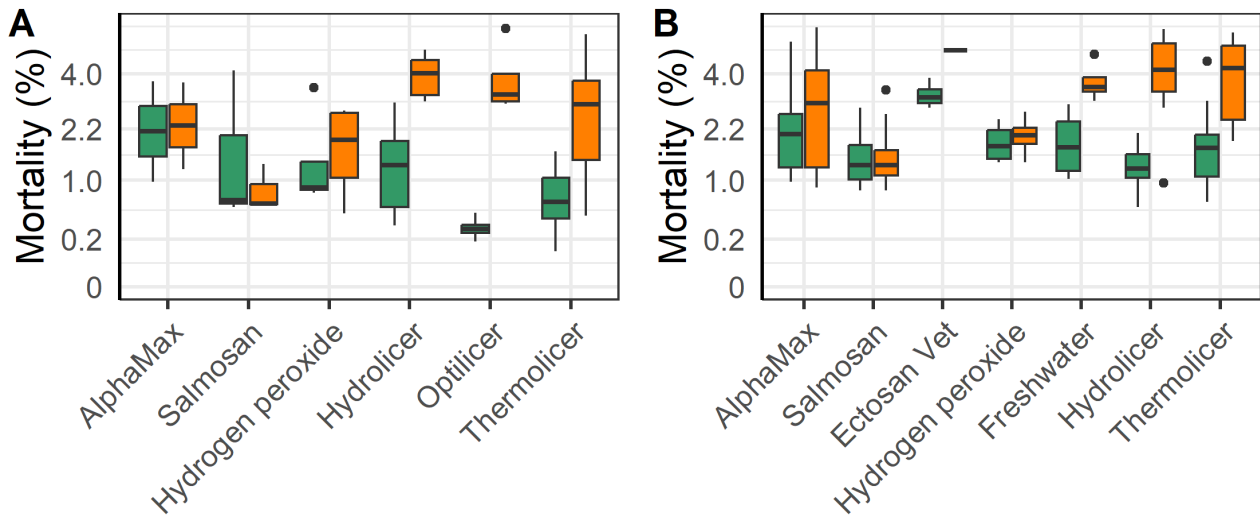 A
Mortality (%)
4.0
2.2
1.0
0.2
0
AlphaMax
Salmosan
Hydrogen peroxide
Hydrolicer
Optilicer
Thermolicer
B
Mortality (%)
4.0
2.2
1.0
0.2
0
AlphaMax
Salmosan
Ectosan Vet
Hydrogen peroxide
Freshwater
Hydrolicer
Thermolicer